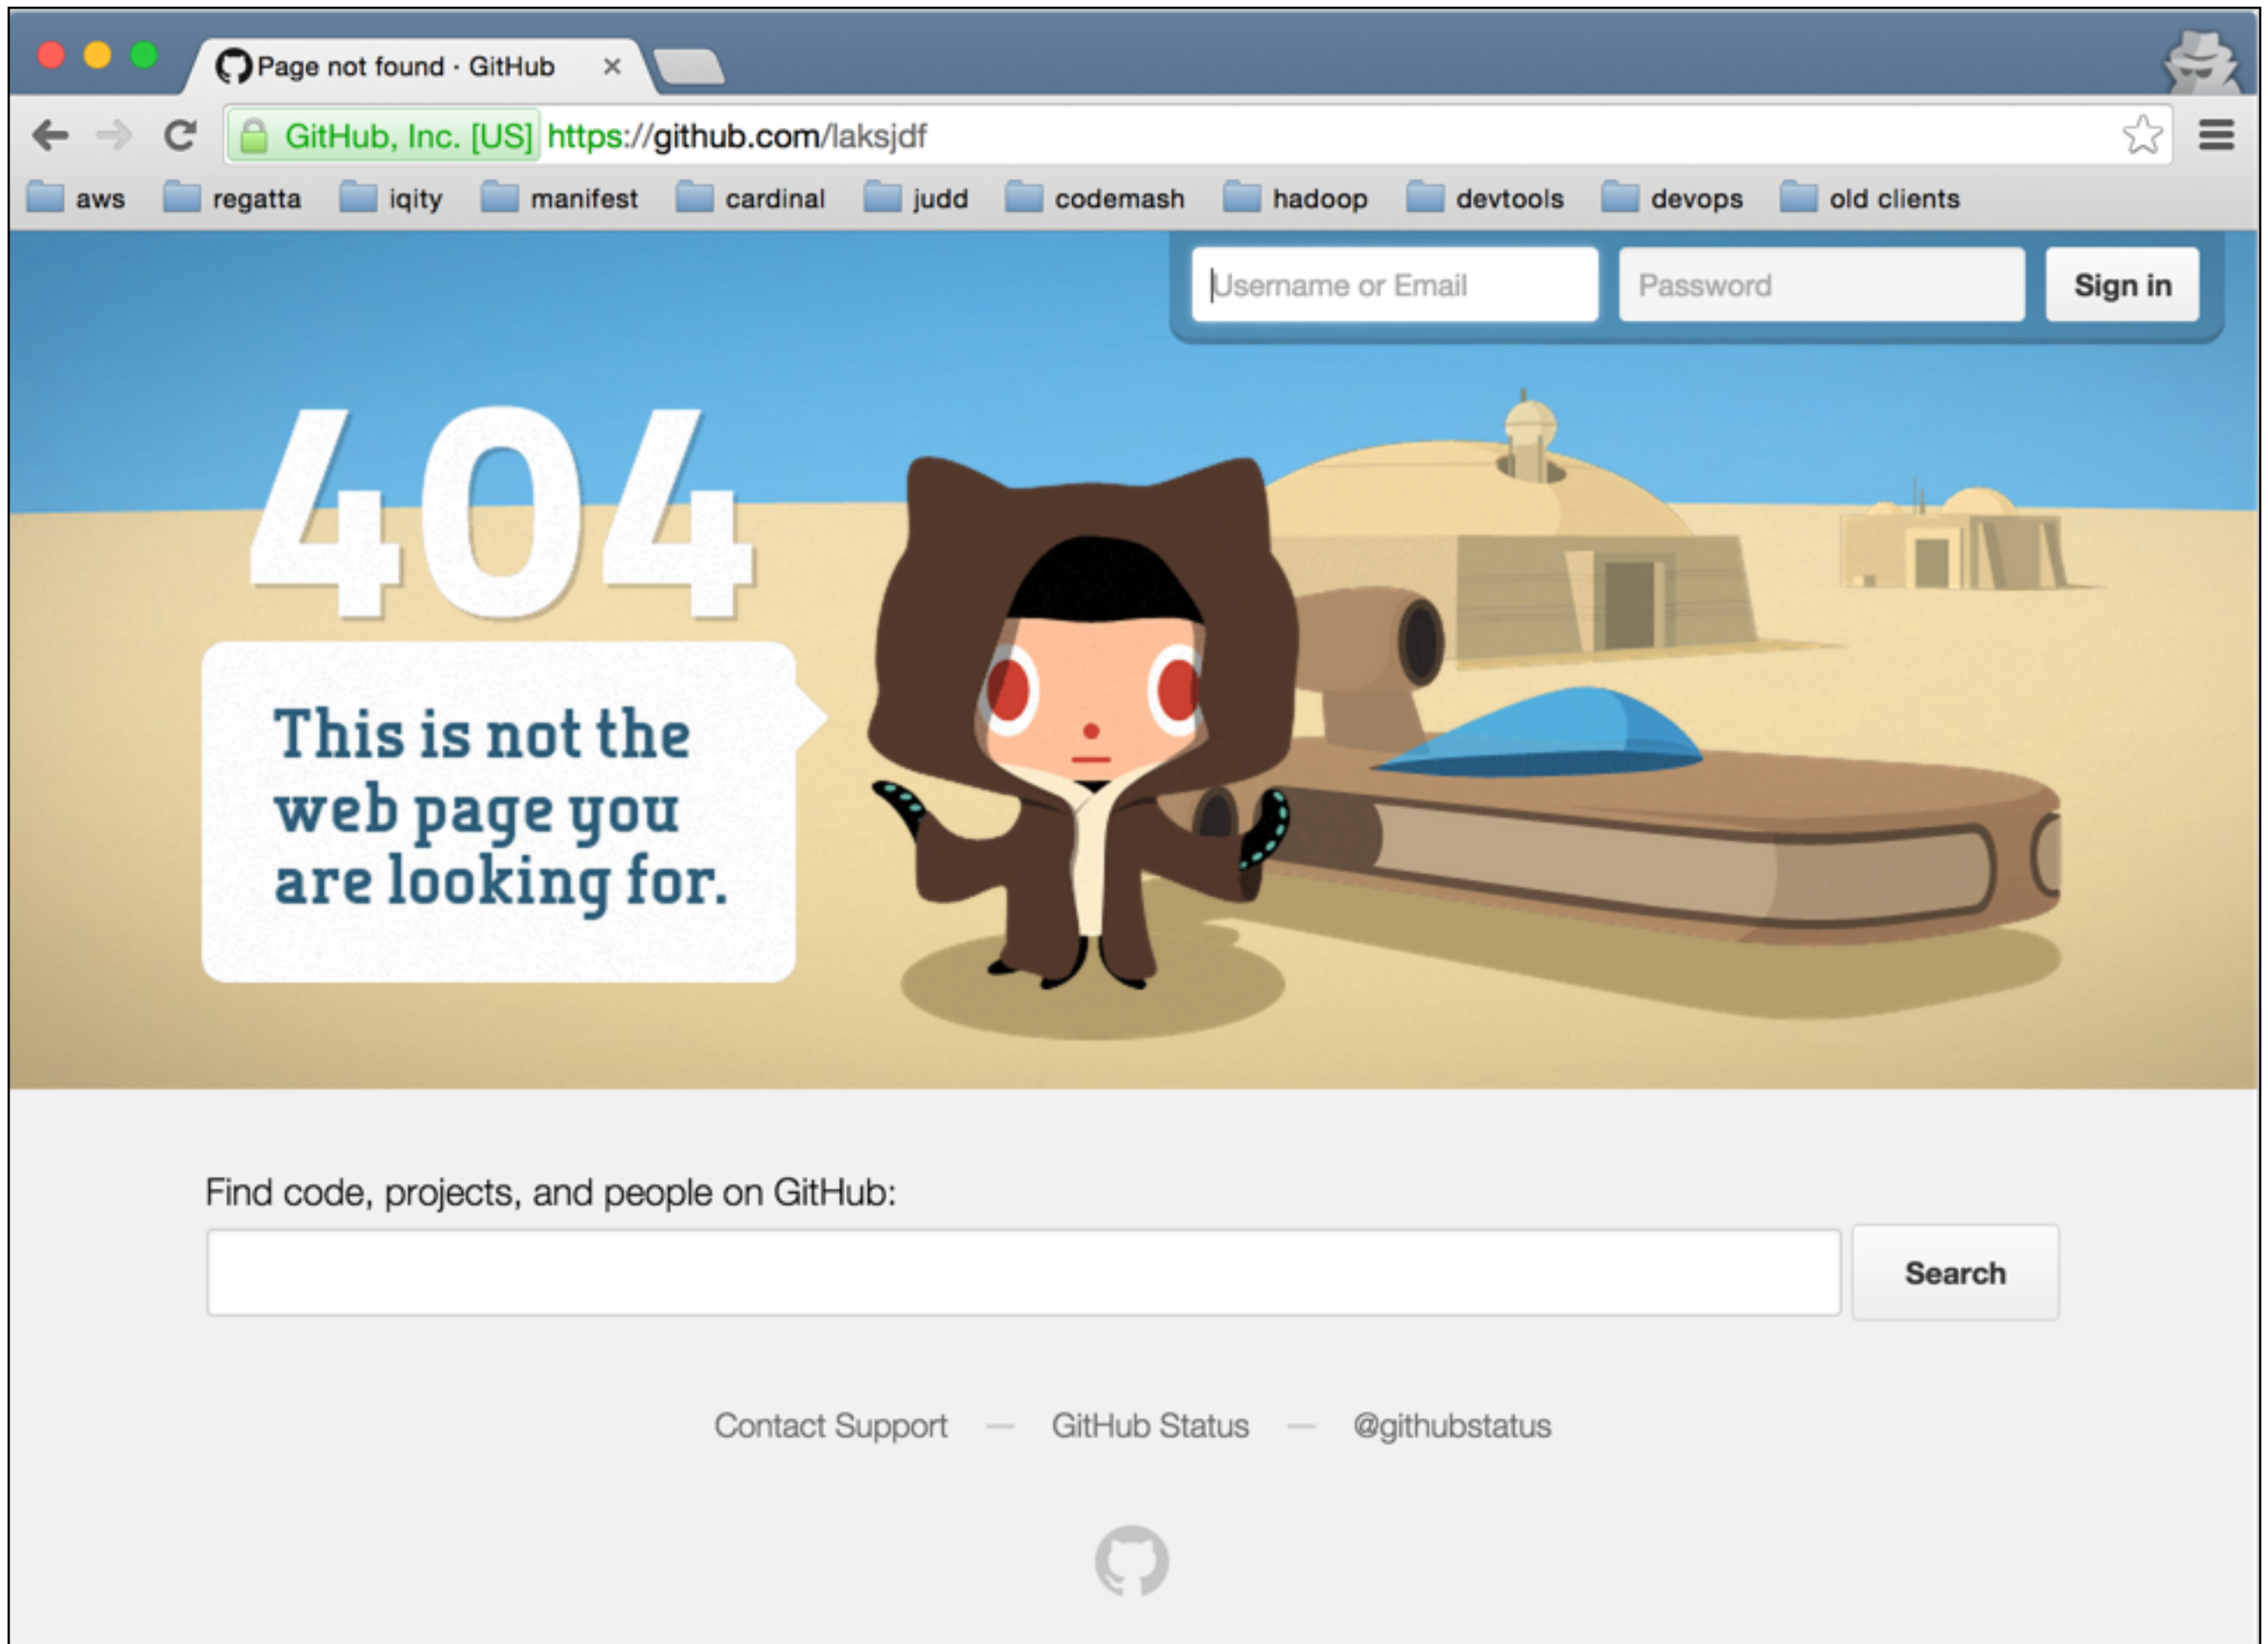 Page not found · GitHub ×
GitHub, Inc. [US] https://github.com/laksjdf
aws regatta iqity manifest cardinal judd codemash hadoop devtools devops old clients
Username or Email Password Sign in
404
This is not the
web page you
are looking for.
Find code, projects, and people on GitHub:
Search
Contact Support — GitHub Status — @githubstatus